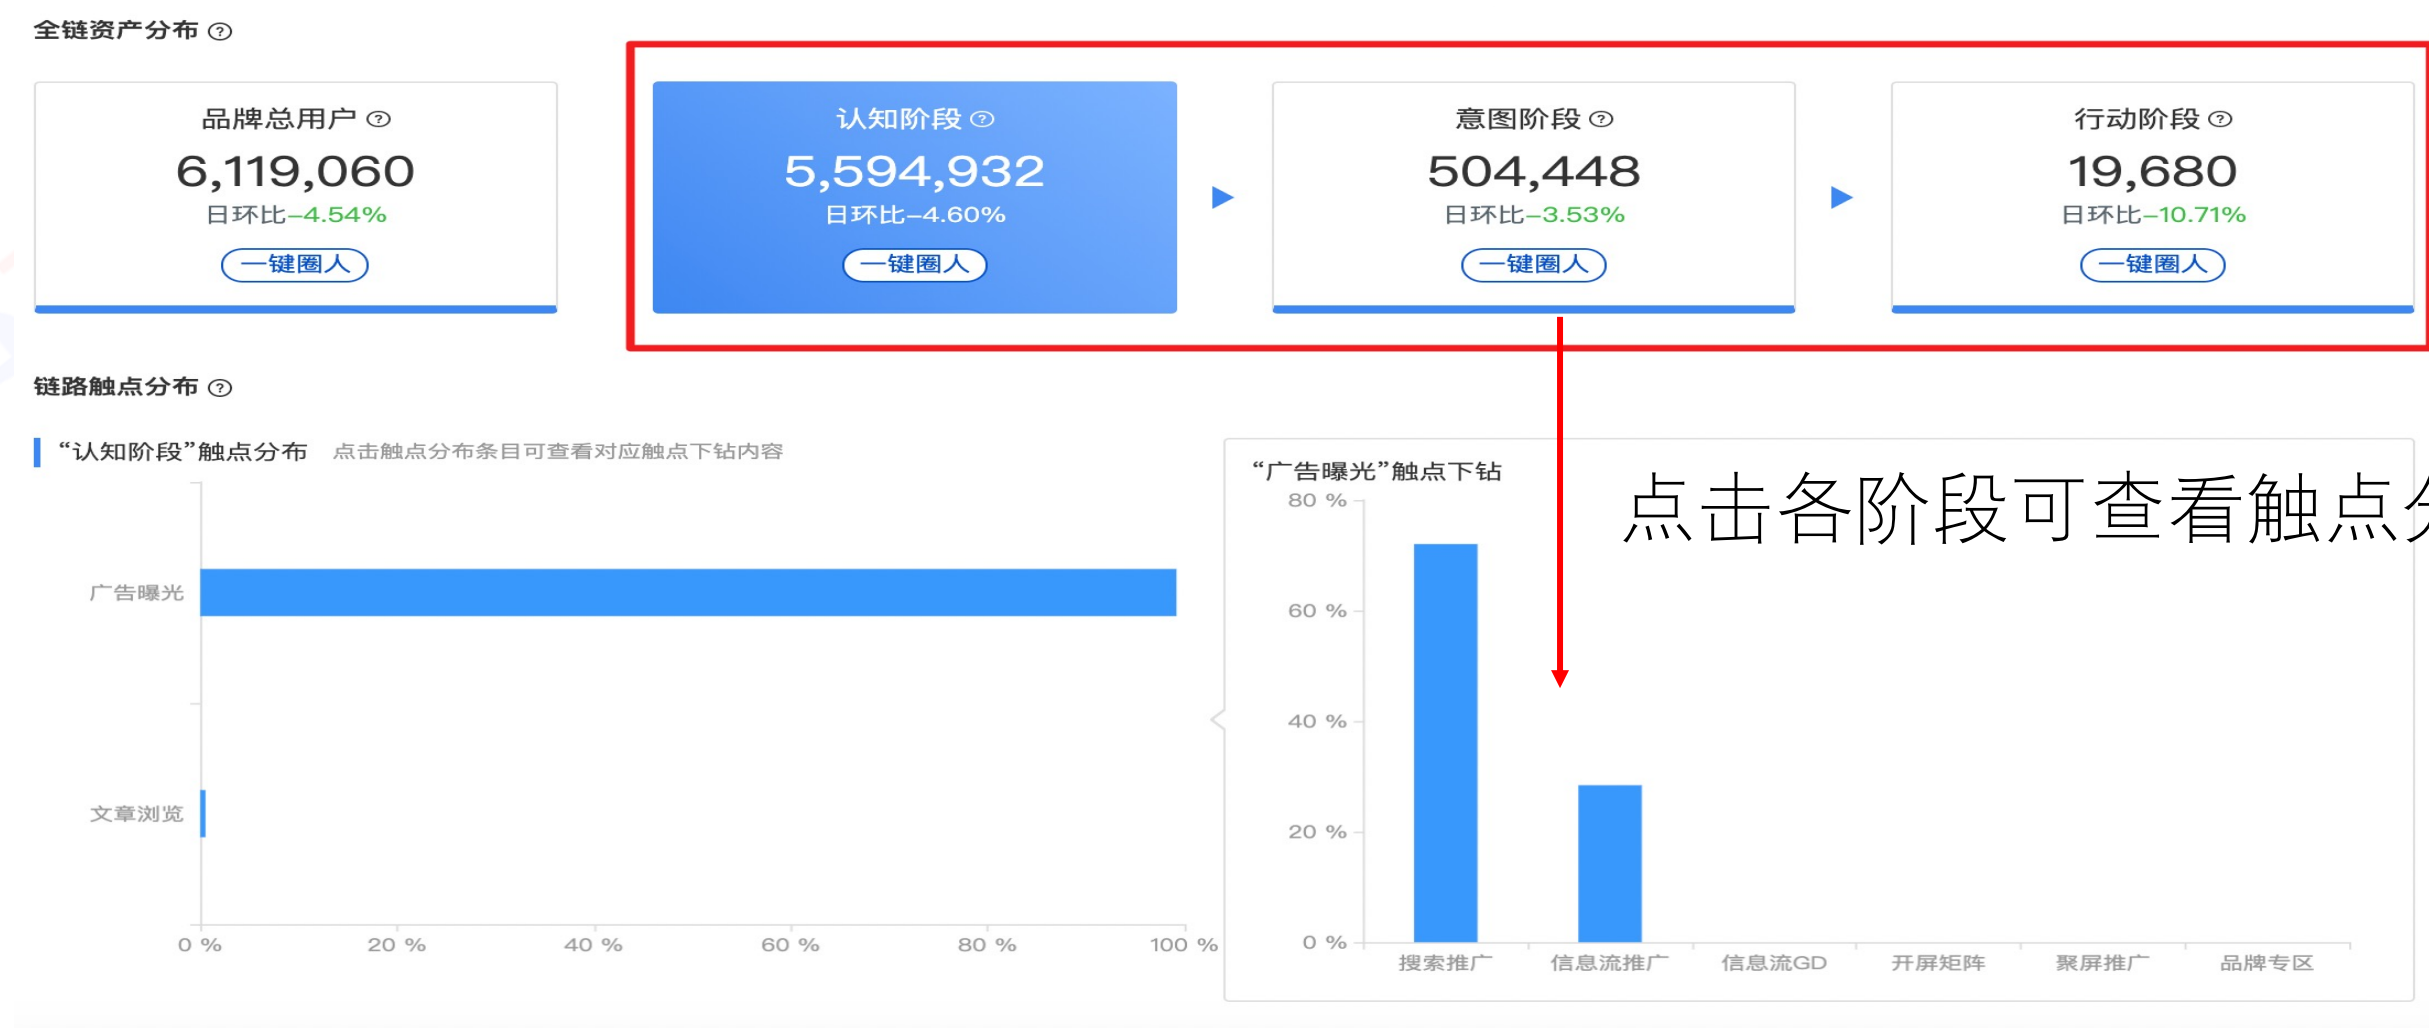 全链资产分布
品牌总用户
6,119,060
日环比-4.54%
一键圈人
认知阶段
5,594,932
日环比-4.60%
一键圈人
意图阶段
504,448
日环比-3.53%
一键圈人
行动阶段
19,680
日环比-10.71%
一键圈人
链路触点分布
“认知阶段”触点分布 点击触点分布条目可查看对应触点下钻内容
广告曝光
文章浏览
0 %
20 %
40 %
60 %
80 %
100 %
“广告曝光”触点下钻
点击各阶段可查看触点分
80 %
60 %
40 %
20 %
0 %
搜索推广
信息流推广
信息流GD
开屏矩阵
聚屏推广
品牌专区